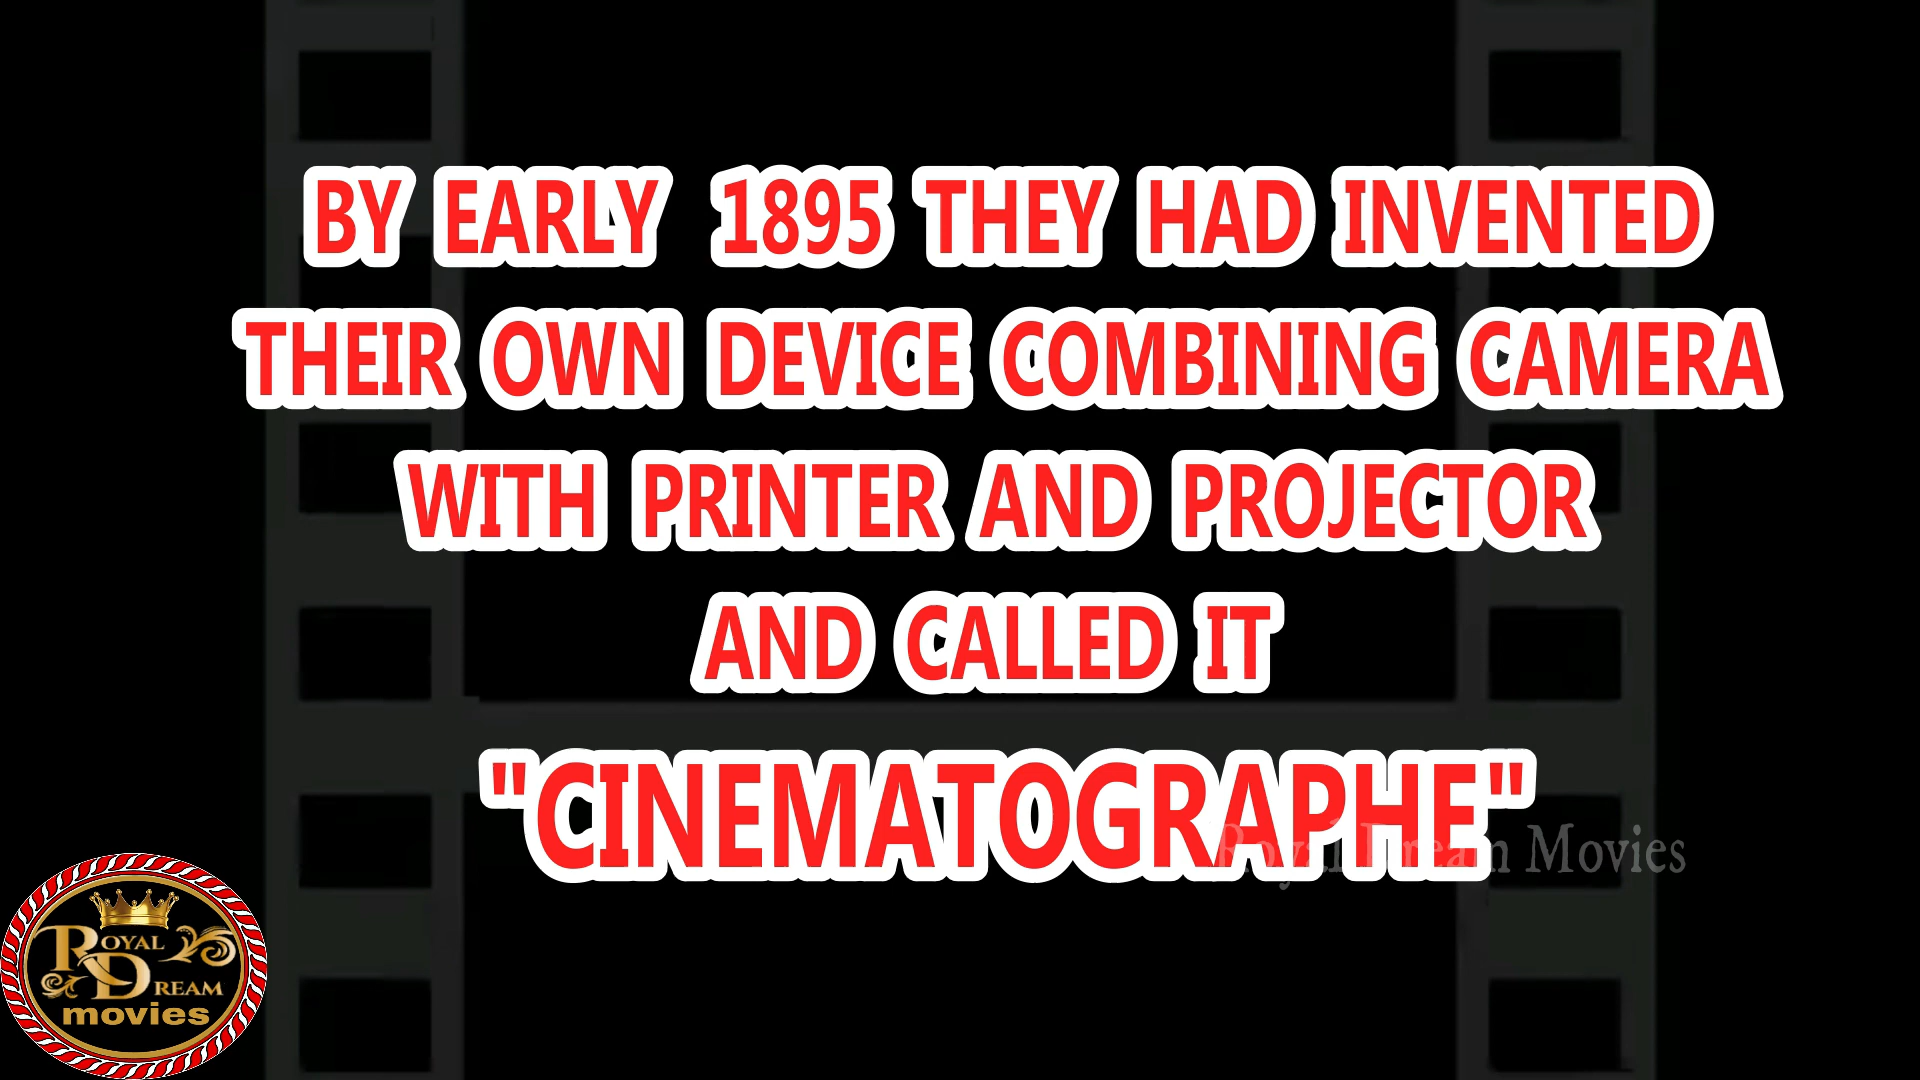 BY EARLY 1895 THEY HAD INVENTED
THEIR OWN DEVICE COMBINING CAMERA
WITH PRINTER AND PROJECTOR
AND CALLED IT
"CINEMATOGRAPHE"
Royal Dream Movies
ROYAL
DREAM
movies